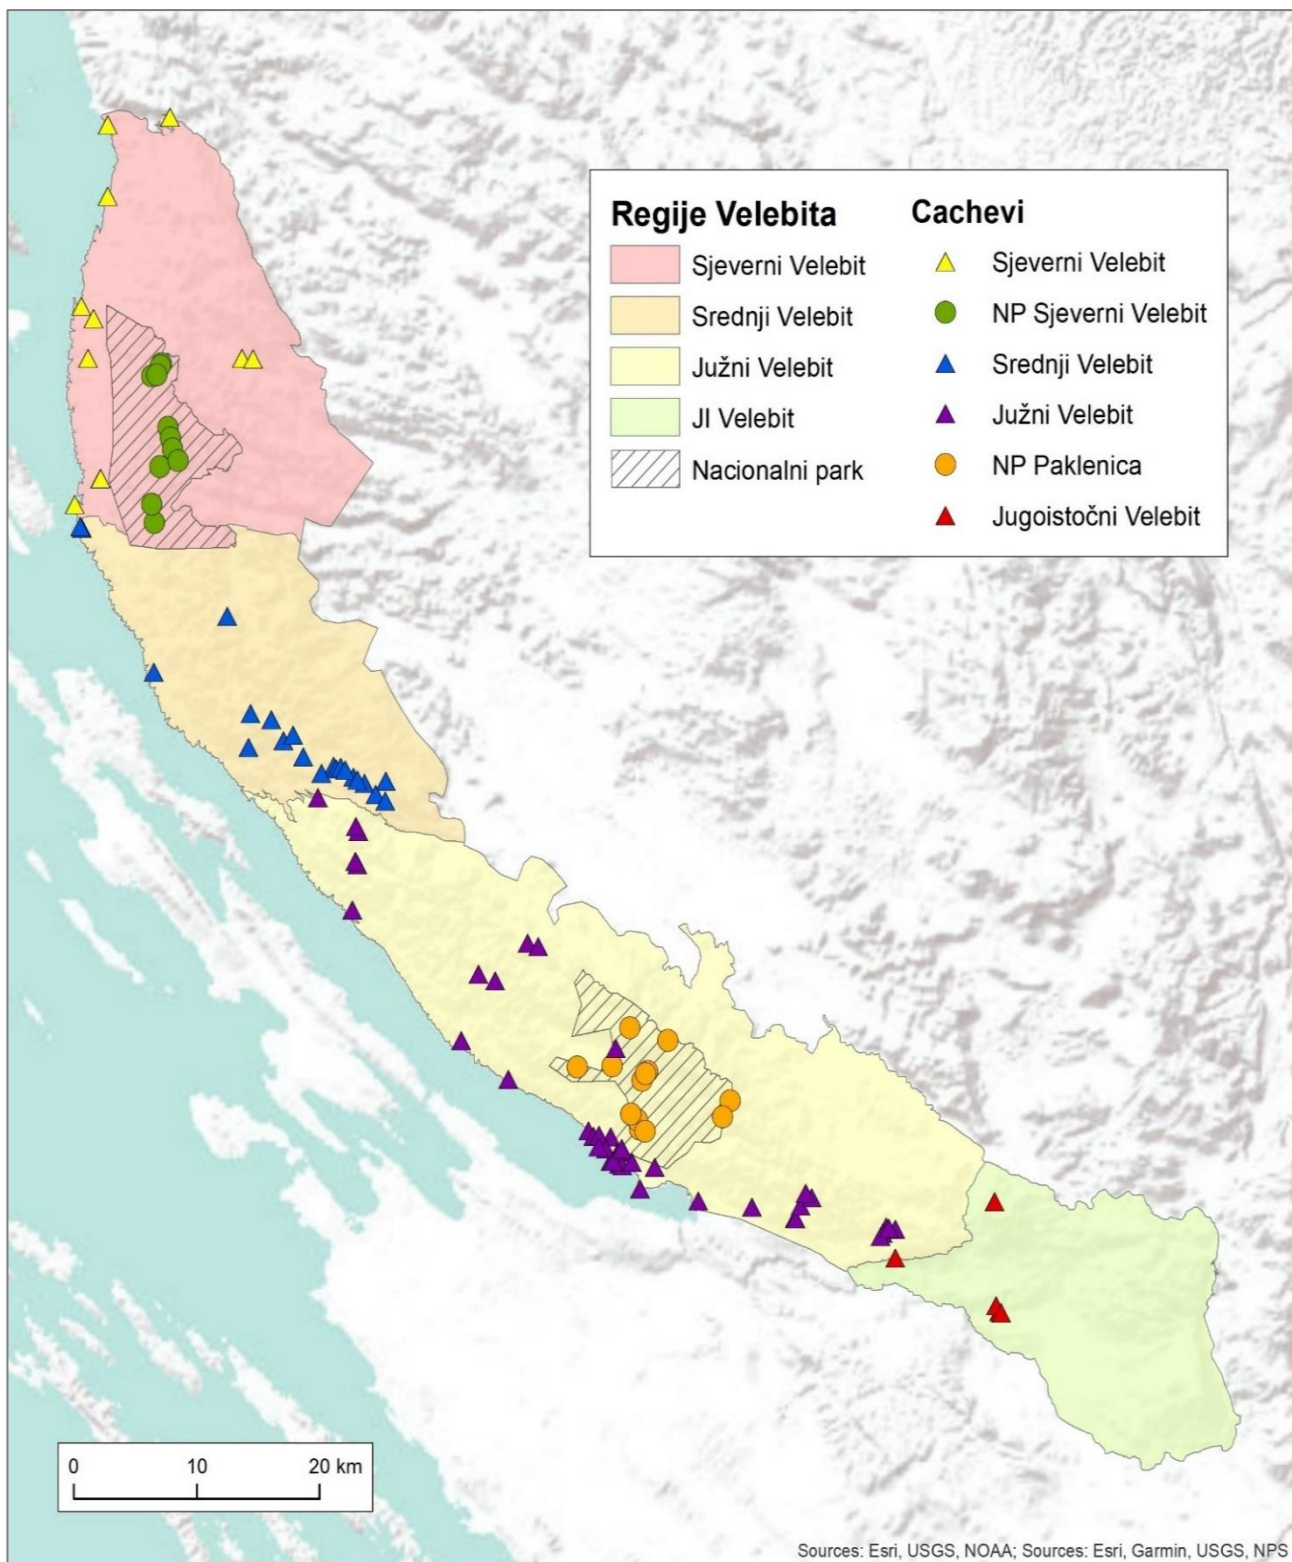 Regije Velebita
Sjeverni Velebit
Srednji Velebit
Južni Velebit
JI Velebit
Nacionalni park
Cachevi
Sjeverni Velebit
NP Sjeverni Velebit
Srednji Velebit
Južni Velebit
NP Paklenica
Jugoistočni Velebit
0 10 20 km
Sources: Esri, USGS, NOAA; Sources: Esri, Garmin, USGS, NPS